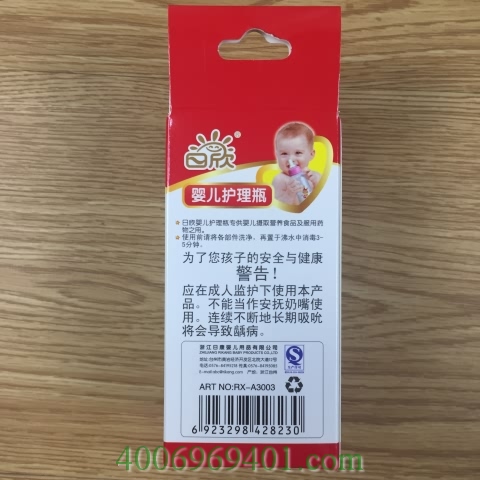 日欣
®
婴儿护理瓶
日欣婴儿护理瓶专供婴儿摄取营养食品及服用药
物之用。
使用前请将各部件洗净，再置于沸水中消毒3-
5分钟。
为了您孩子的安全与健康
警告！
应在成人监护下使用本产
品。不能当作安抚奶嘴使
用。连续不断地长期吸吮
将会导致龋病。
浙江日康婴儿用品有限公司
ZHEJIANG RIKANG BABY PRODUCTS CO.,LTD
ART NO:RX-A3003
6 923298 428230
4006969401.com